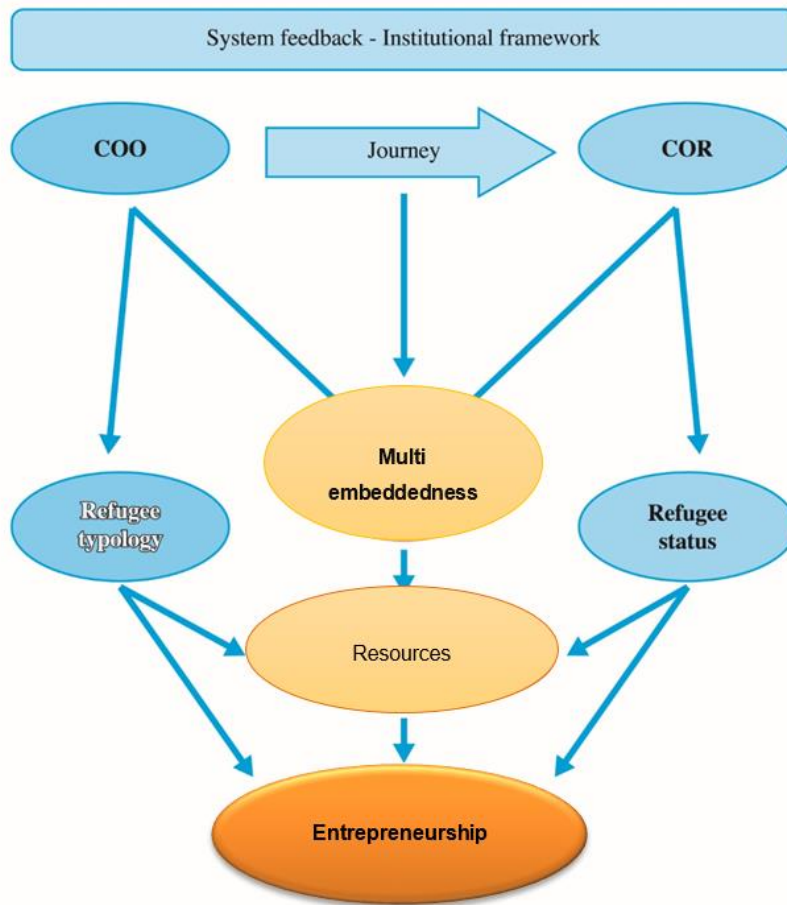 System feedback - Institutional framework
COO
Journey
COR
Multi
embeddedness
Refugee
typology
Refugee
status
Resources
Entrepreneurship